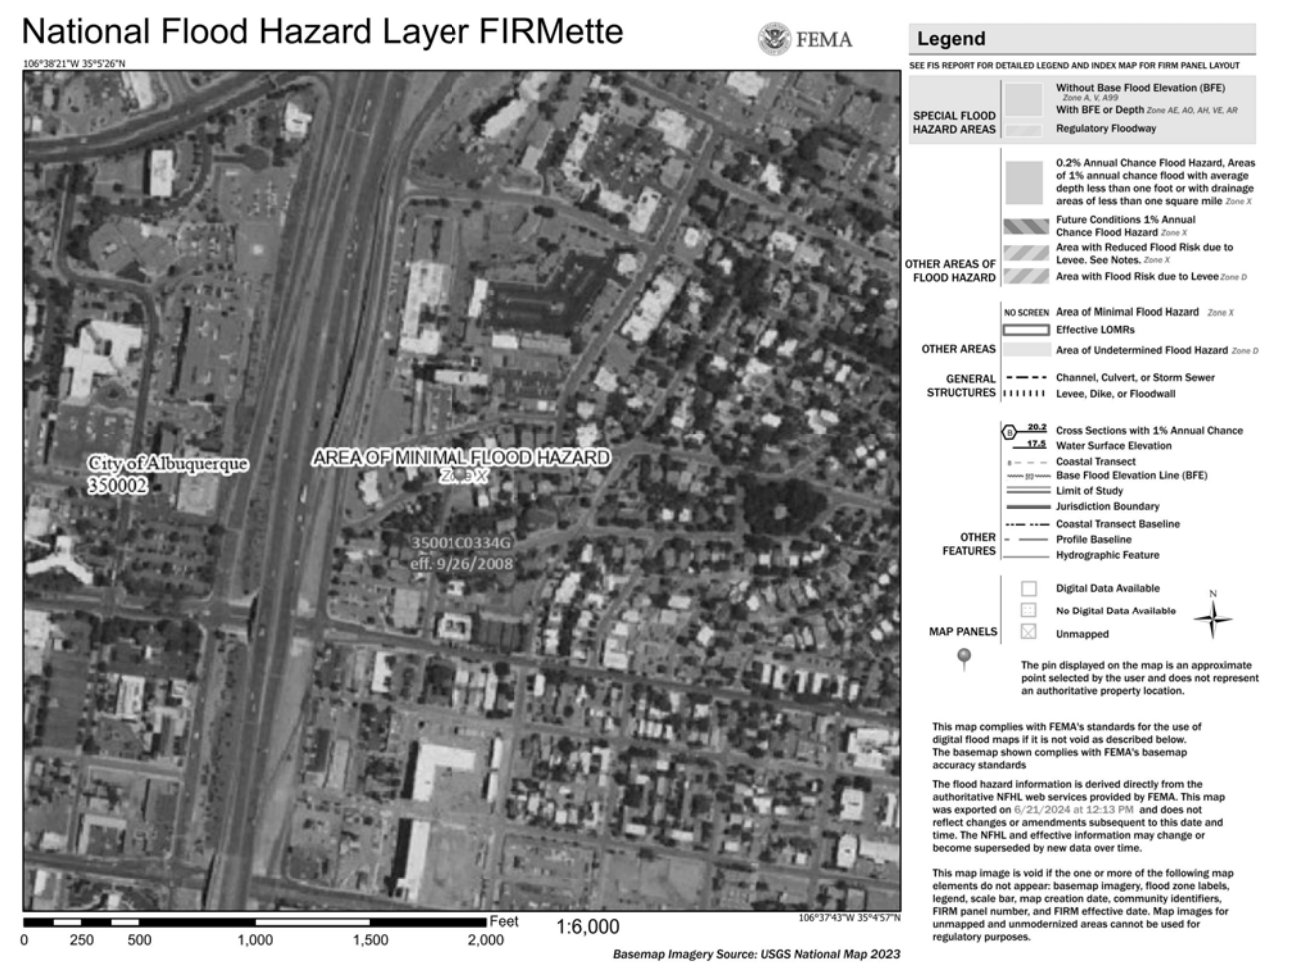 National Flood Hazard Layer FIRMette
FEMA
106°38'21"W 35°5'26"N
City of Albuquerque
350002
AREA OF MINIMAL FLOOD HAZARD
Zone X
35001C0334G
eff. 9/26/2008
106°37'43"W 35°4'57"N
Feet
1:6,000
0 250 500 1,000 1,500 2,000
Basemap Imagery Source: USGS National Map 2023
Legend
SEE FIS REPORT FOR DETAILED LEGEND AND INDEX MAP FOR FIRM PANEL LAYOUT
SPECIAL FLOOD
HAZARD AREAS
Without Base Flood Elevation (BFE)
Zone A, V, A99
With BFE or Depth Zone AE, AO, AH, VE, AR
Regulatory Floodway
OTHER AREAS OF
FLOOD HAZARD
0.2% Annual Chance Flood Hazard, Areas
of 1% annual chance flood with average
depth less than one foot or with drainage
areas of less than one square mile Zone X
Future Conditions 1% Annual
Chance Flood Hazard Zone X
Area with Reduced Flood Risk due to
Levee. See Notes. Zone X
Area with Flood Risk due to Levee Zone D
OTHER AREAS
NO SCREEN Area of Minimal Flood Hazard Zone X
Effective LOMRs
Area of Undetermined Flood Hazard Zone D
GENERAL
STRUCTURES
Channel, Culvert, or Storm Sewer
Levee, Dike, or Floodwall
OTHER
FEATURES
B 20.2 Cross Sections with 1% Annual Chance
17.5 Water Surface Elevation
8 Coastal Transect
513 Base Flood Elevation Line (BFE)
Limit of Study
Jurisdiction Boundary
Coastal Transect Baseline
Profile Baseline
Hydrographic Feature
MAP PANELS
Digital Data Available
No Digital Data Available
Unmapped
N
The pin displayed on the map is an approximate
point selected by the user and does not represent
an authoritative property location.
This map complies with FEMA's standards for the use of
digital flood maps if it is not void as described below.
The basemap shown complies with FEMA's basemap
accuracy standards
The flood hazard information is derived directly from the
authoritative NFHL web services provided by FEMA. This map
was exported on 6/21/2024 at 12:13 PM and does not
reflect changes or amendments subsequent to this date and
time. The NFHL and effective information may change or
become superseded by new data over time.
This map image is void if the one or more of the following map
elements do not appear: basemap imagery, flood zone labels,
legend, scale bar, map creation date, community identifiers,
FIRM panel number, and FIRM effective date. Map images for
unmapped and unmodernized areas cannot be used for
regulatory purposes.